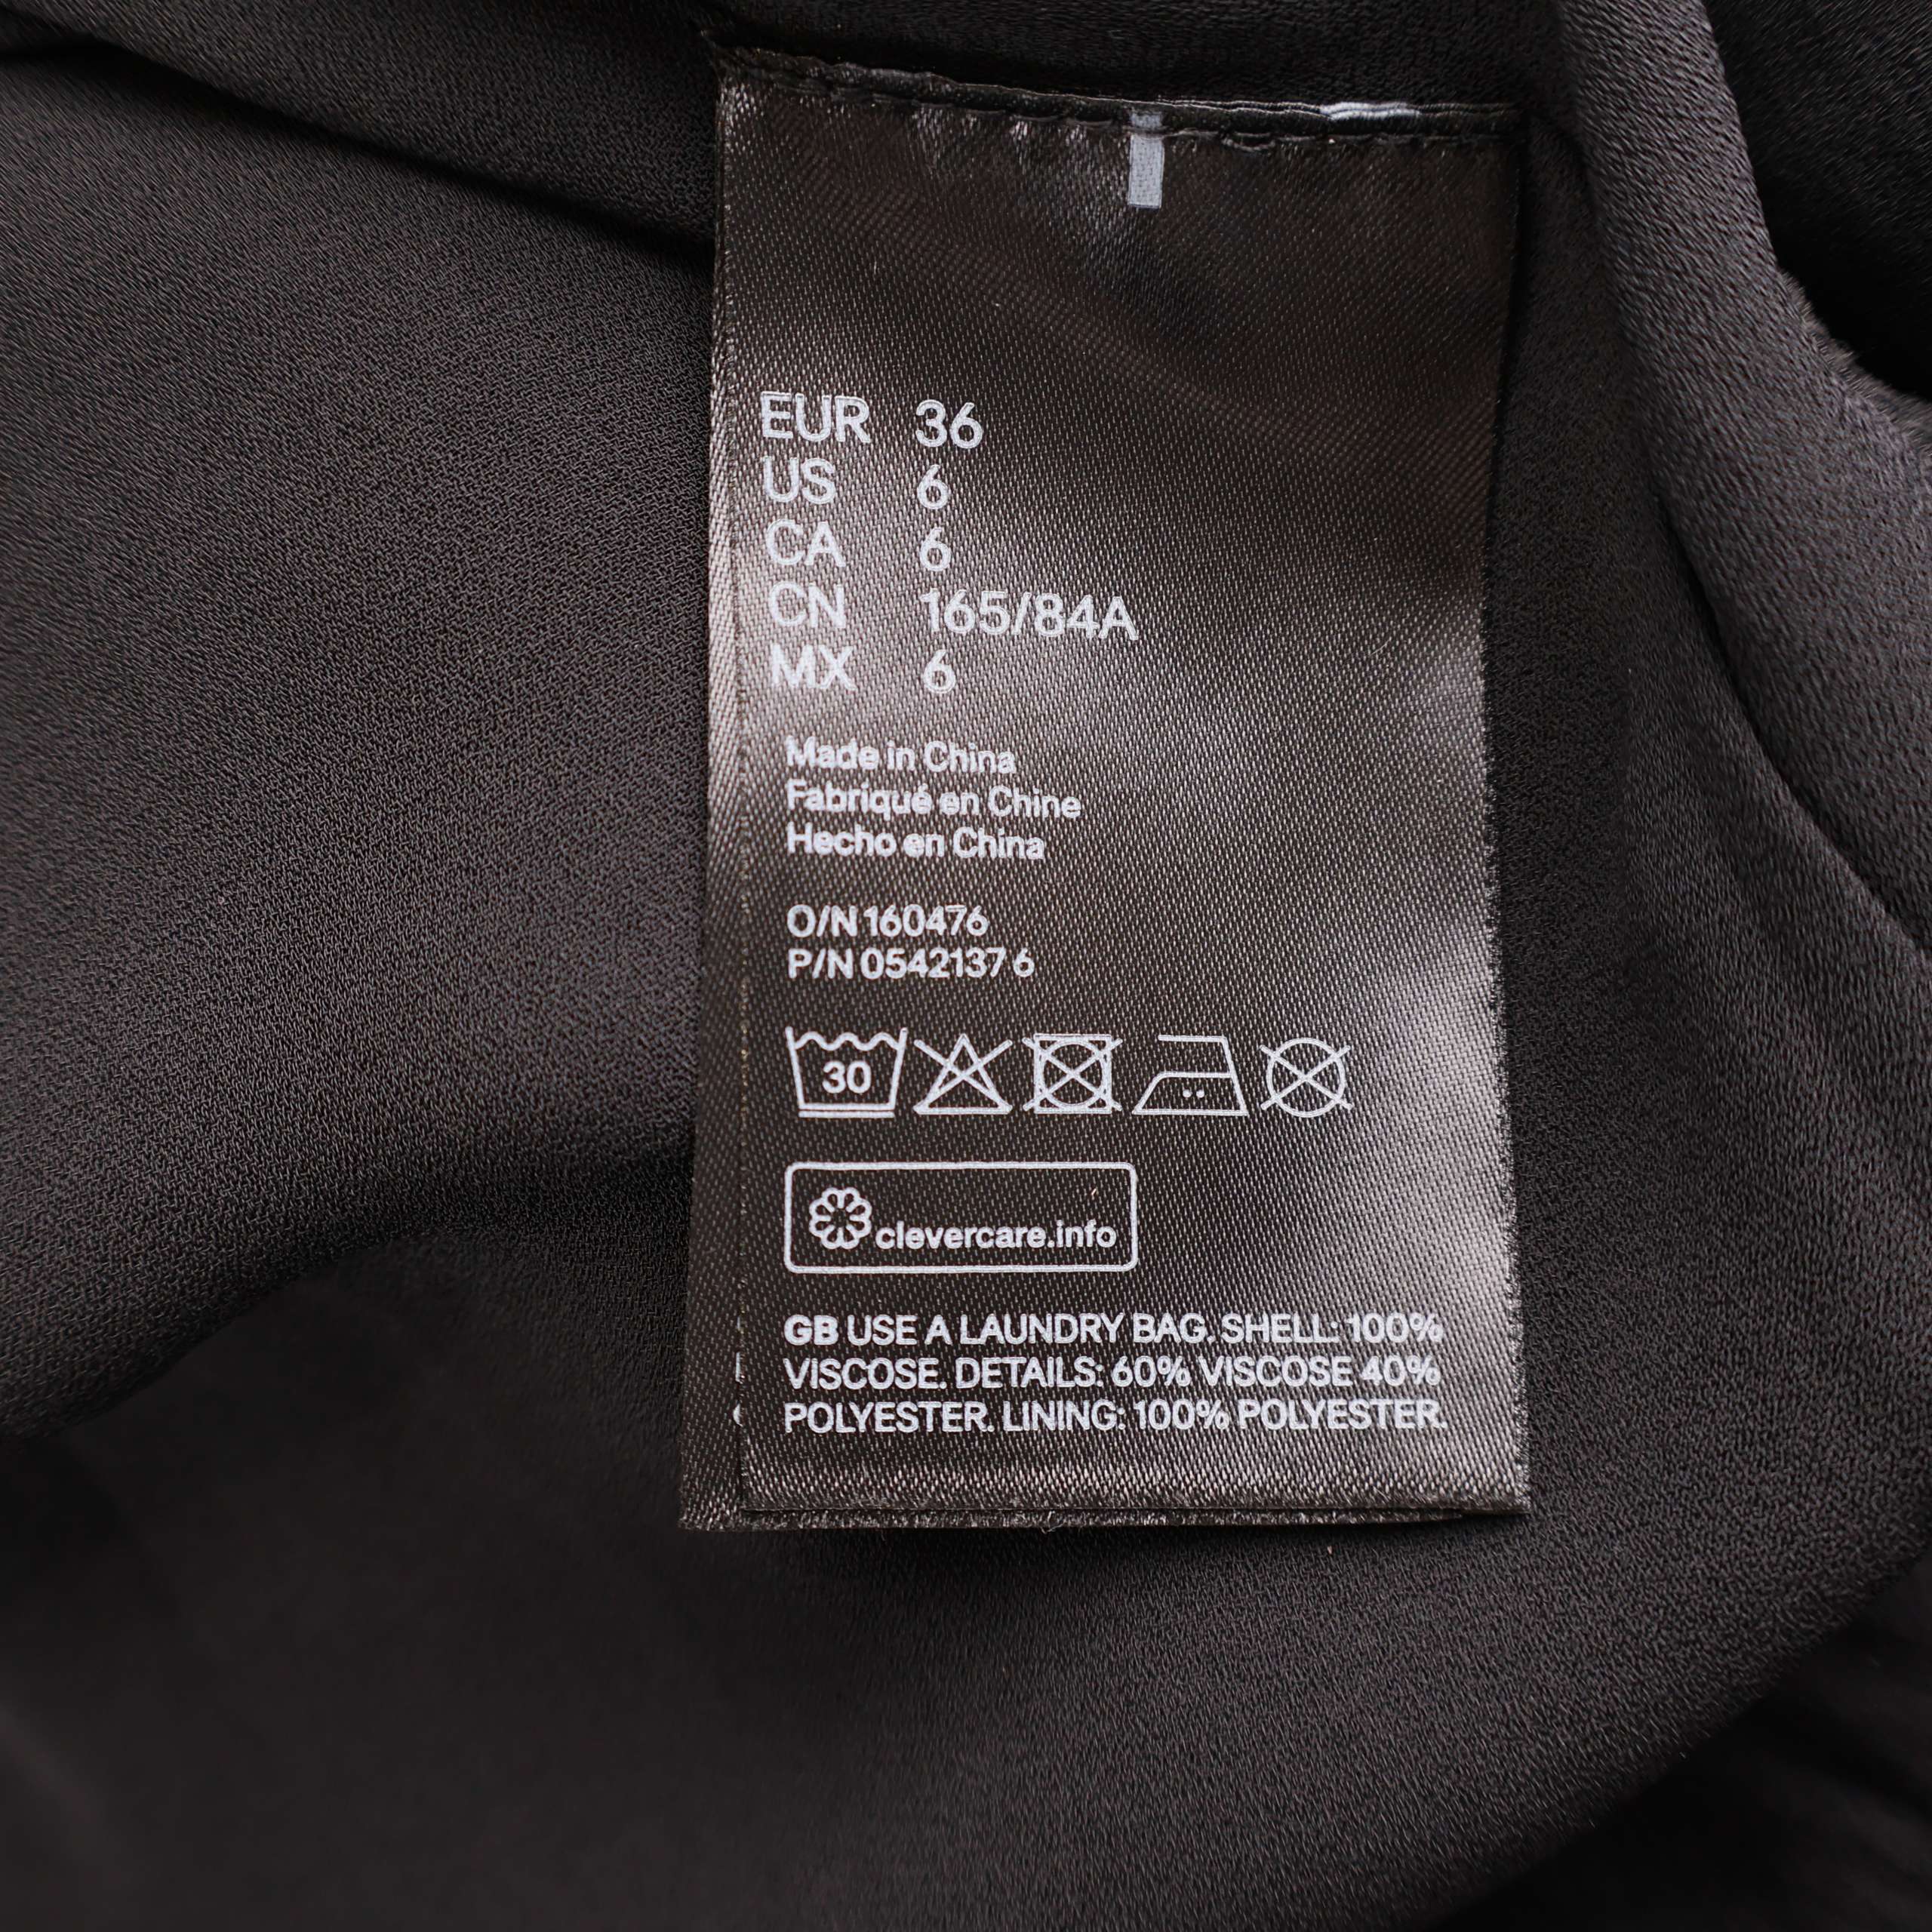 EUR 36
US 6
CA 6
CN 165/84A
MX 6
Made in China
Fabriqué en Chine
Hecho en China
O/N 160476
P/N 0542137 6
30
clevercare.info
GB USE A LAUNDRY BAG. SHELL: 100%
VISCOSE. DETAILS: 60% VISCOSE 40%
POLYESTER. LINING: 100% POLYESTER.